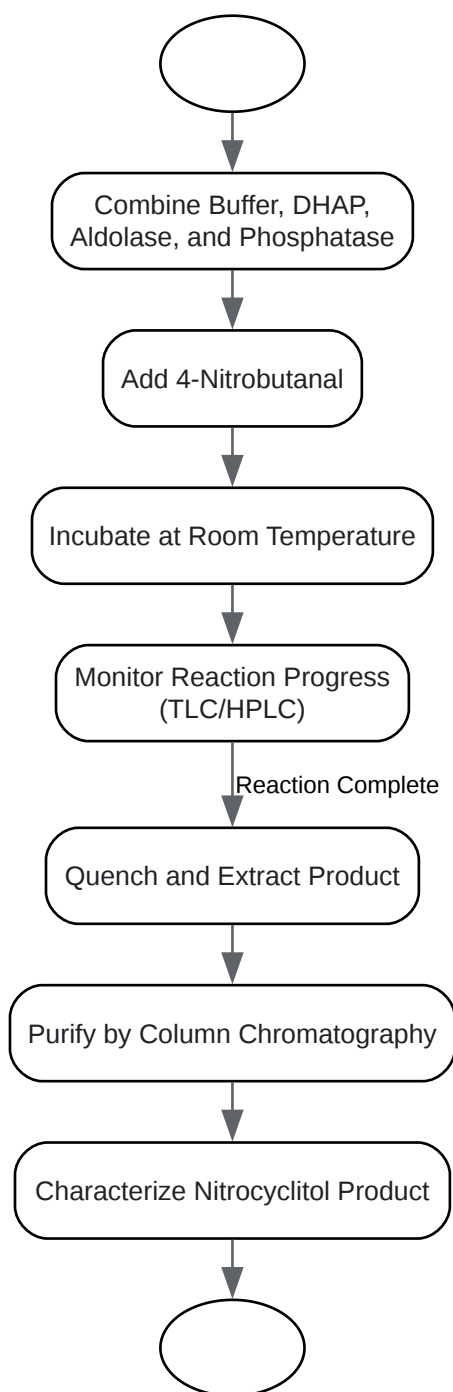 Combine Buffer, DHAP,
Aldolase, and Phosphatase
Add 4-Nitrobutanal
Incubate at Room Temperature
Monitor Reaction Progress
(TLC/HPLC)
Reaction Complete
Quench and Extract Product
Purify by Column Chromatography
Characterize Nitrocyclitol Product